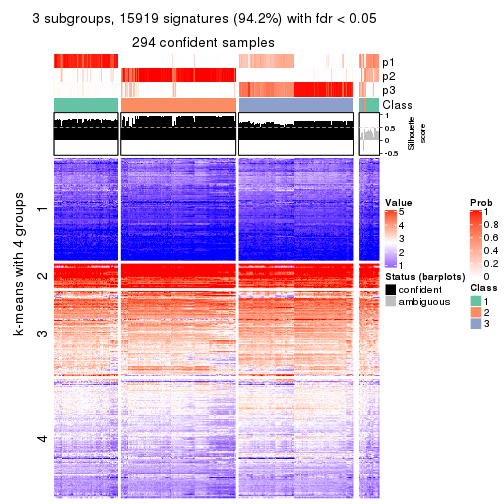 3 subgroups, 15919 signatures (94.2%) with fdr < 0.05
294 confident samples
p1
p2
p3
Class
1
0.5
0
-0.5
Silhouette
score
k-means with 4 groups
1
2
3
4
Value
5
4
3
2
1
Status (barplots)
confident
ambiguous
Prob
1
0.8
0.6
0.4
0.2
0
Class
1
2
3